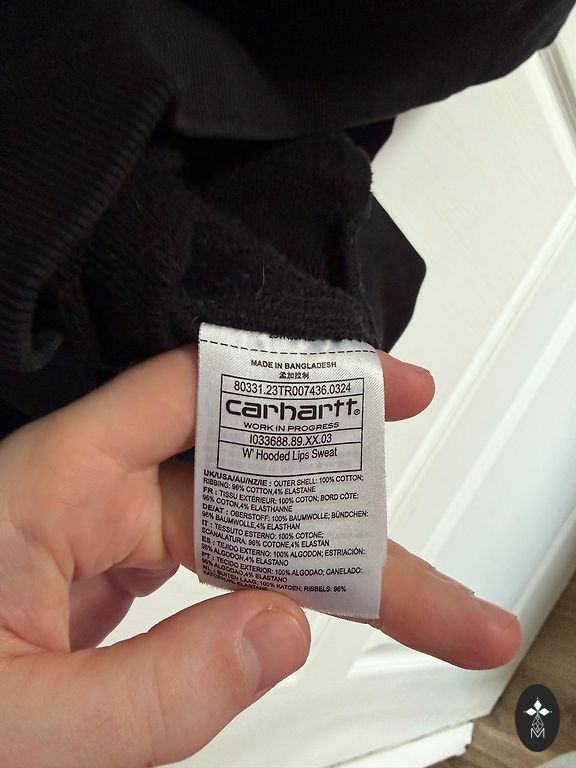 MADE IN BANGLADESH
孟加拉制
80331.23TR007436.0324
carhartt®
WORK IN PROGRESS
I033688.89.XX.03
W' Hooded Lips Sweat
UK/USA/AU/NZ/IE : OUTER SHELL: 100% COTTON;
RIBBING: 96% COTTON,4% ELASTANE
FR : TISSU EXTÉRIEUR: 100% COTON; BORD CÔTE:
96% COTON,4% ELASTHANNE
DE/AT : OBERSTOFF: 100% BAUMWOLLE; BÜNDCHEN:
96% BAUMWOLLE,4% ELASTHAN
IT : TESSUTO ESTERNO: 100% COTONE;
SCANALATURA: 96% COTONE,4% ELASTAN
ES : TEJIDO EXTERNO: 100% ALGODON; ESTRIACIÓN:
96% ALGODON,4% ELASTANO
PT : TECIDO EXTERIOR: 100% ALGODAO; CANELADO:
96% ALGODAO,4% ELASTANO
NL : BUITEN LAAG: 100% KATOEN; RIBBELS: 96%
M